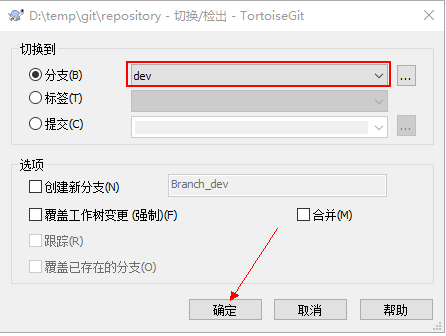 D:\temp\git\repository - 切换/检出 - TortoiseGit
切换到
分支(B)
dev
...
标签(T)
提交(C)
...
选项
创建新分支(N)
Branch_dev
覆盖工作树变更 (强制)(F)
合并(M)
跟踪(R)
覆盖已存在的分支(O)
确定
取消
帮助